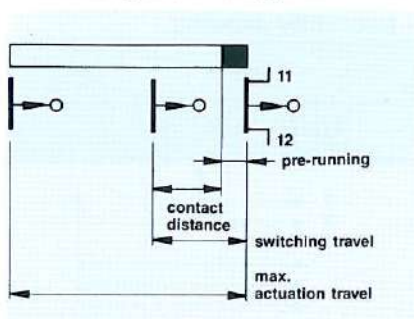 11
12
pre-running
contact
distance
switching travel
max.
actuation travel